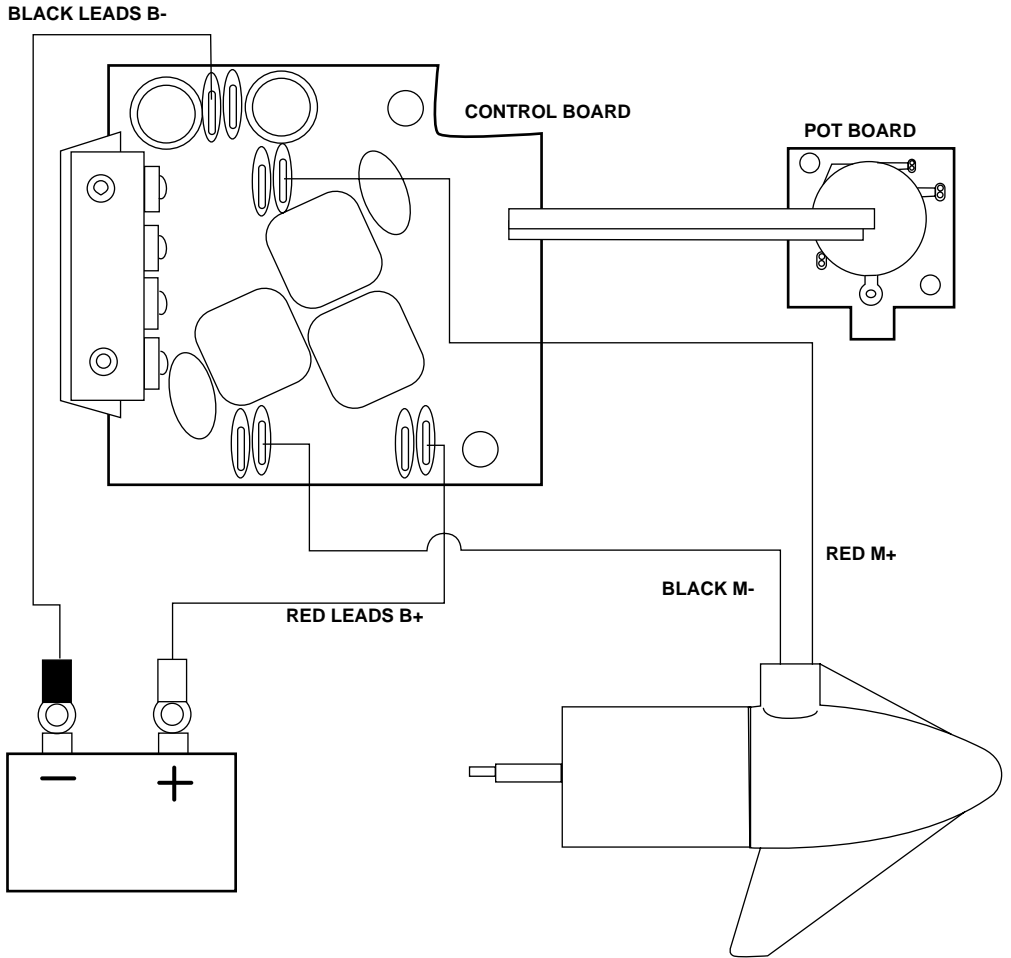 BLACK LEADS B-
CONTROL BOARD
POT BOARD
RED M+
BLACK M-
RED LEADS B+
− +